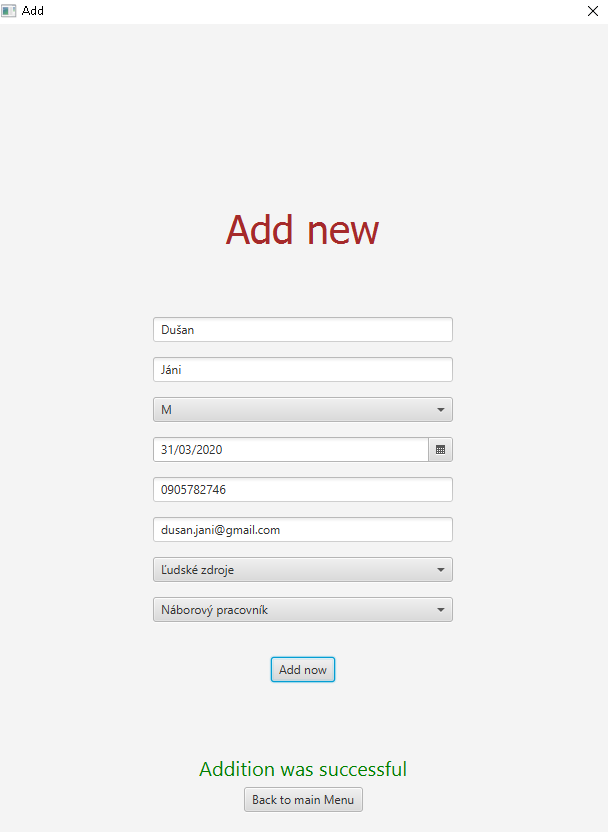 Add
Add new
Dušan
Jáni
M
31/03/2020
0905782746
dusan.jani@gmail.com
Ľudské zdroje
Náborový pracovník
Add now
Addition was successful
Back to main Menu